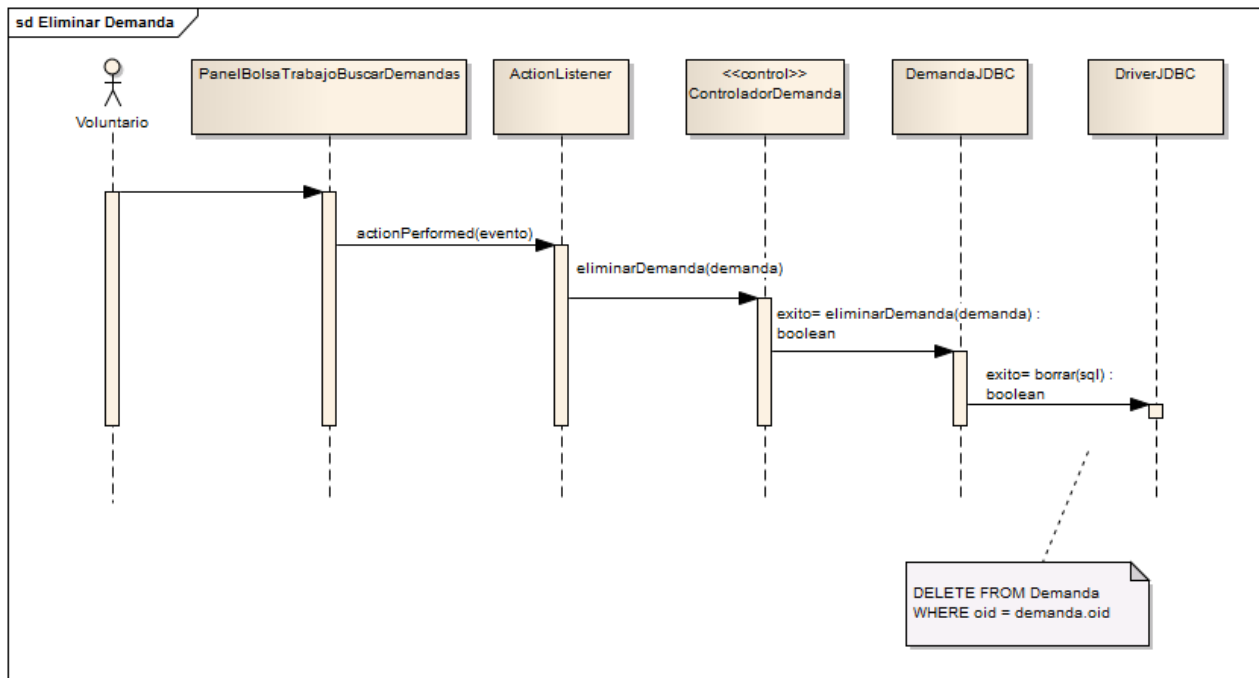 sd Eliminar Demanda
Voluntario
PanelBolsaTrabajoBuscarDemandas
ActionListener
<<control>>
ControladorDemanda
DemandaJDBC
DriverJDBC
actionPerformed(evento)
eliminarDemanda(demanda)
exito= eliminarDemanda(demanda) :
boolean
exito= borrar(sql) :
boolean
DELETE FROM Demanda
WHERE oid = demanda.oid